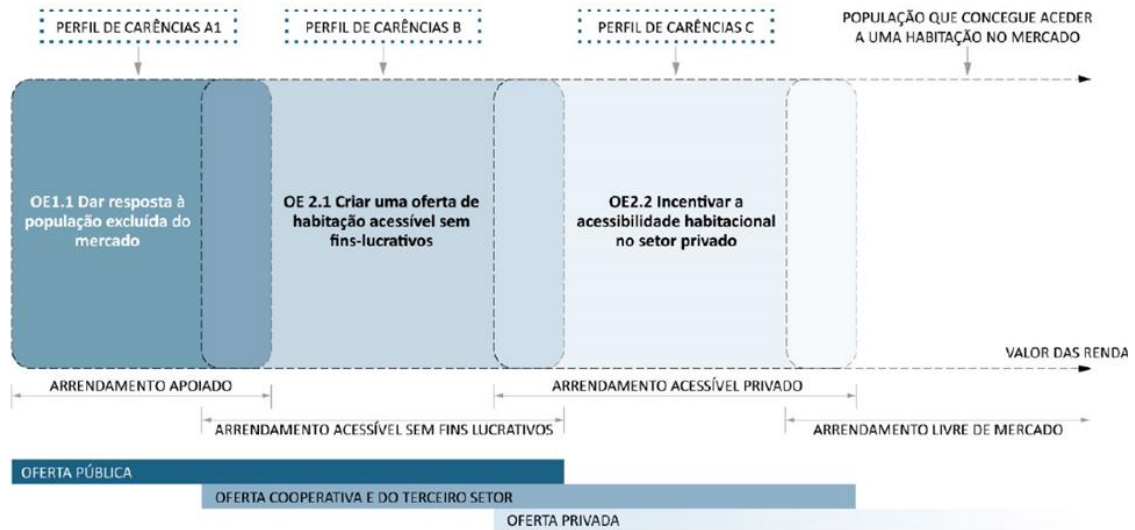 PERFIL DE CARÊNCIAS A1
PERFIL DE CARÊNCIAS B
PERFIL DE CARÊNCIAS C
POPULAÇÃO QUE CONCEGUE ACEDER
A UMA HABITAÇÃO NO MERCADO
OE1.1 Dar resposta à
população excluída do
mercado
OE 2.1 Criar uma oferta de
habitação acessível sem
fins-lucrativos
OE2.2 Incentivar a
acessibilidade habitacional
no setor privado
VALOR DAS RENDA
ARRENDAMENTO APOIADO
ARRENDAMENTO ACESSÍVEL PRIVADO
ARRENDAMENTO ACESSÍVEL SEM FINS LUCRATIVOS
ARRENDAMENTO LIVRE DE MERCADO
OFERTA PÚBLICA
OFERTA COOPERATIVA E DO TERCEIRO SETOR
OFERTA PRIVADA